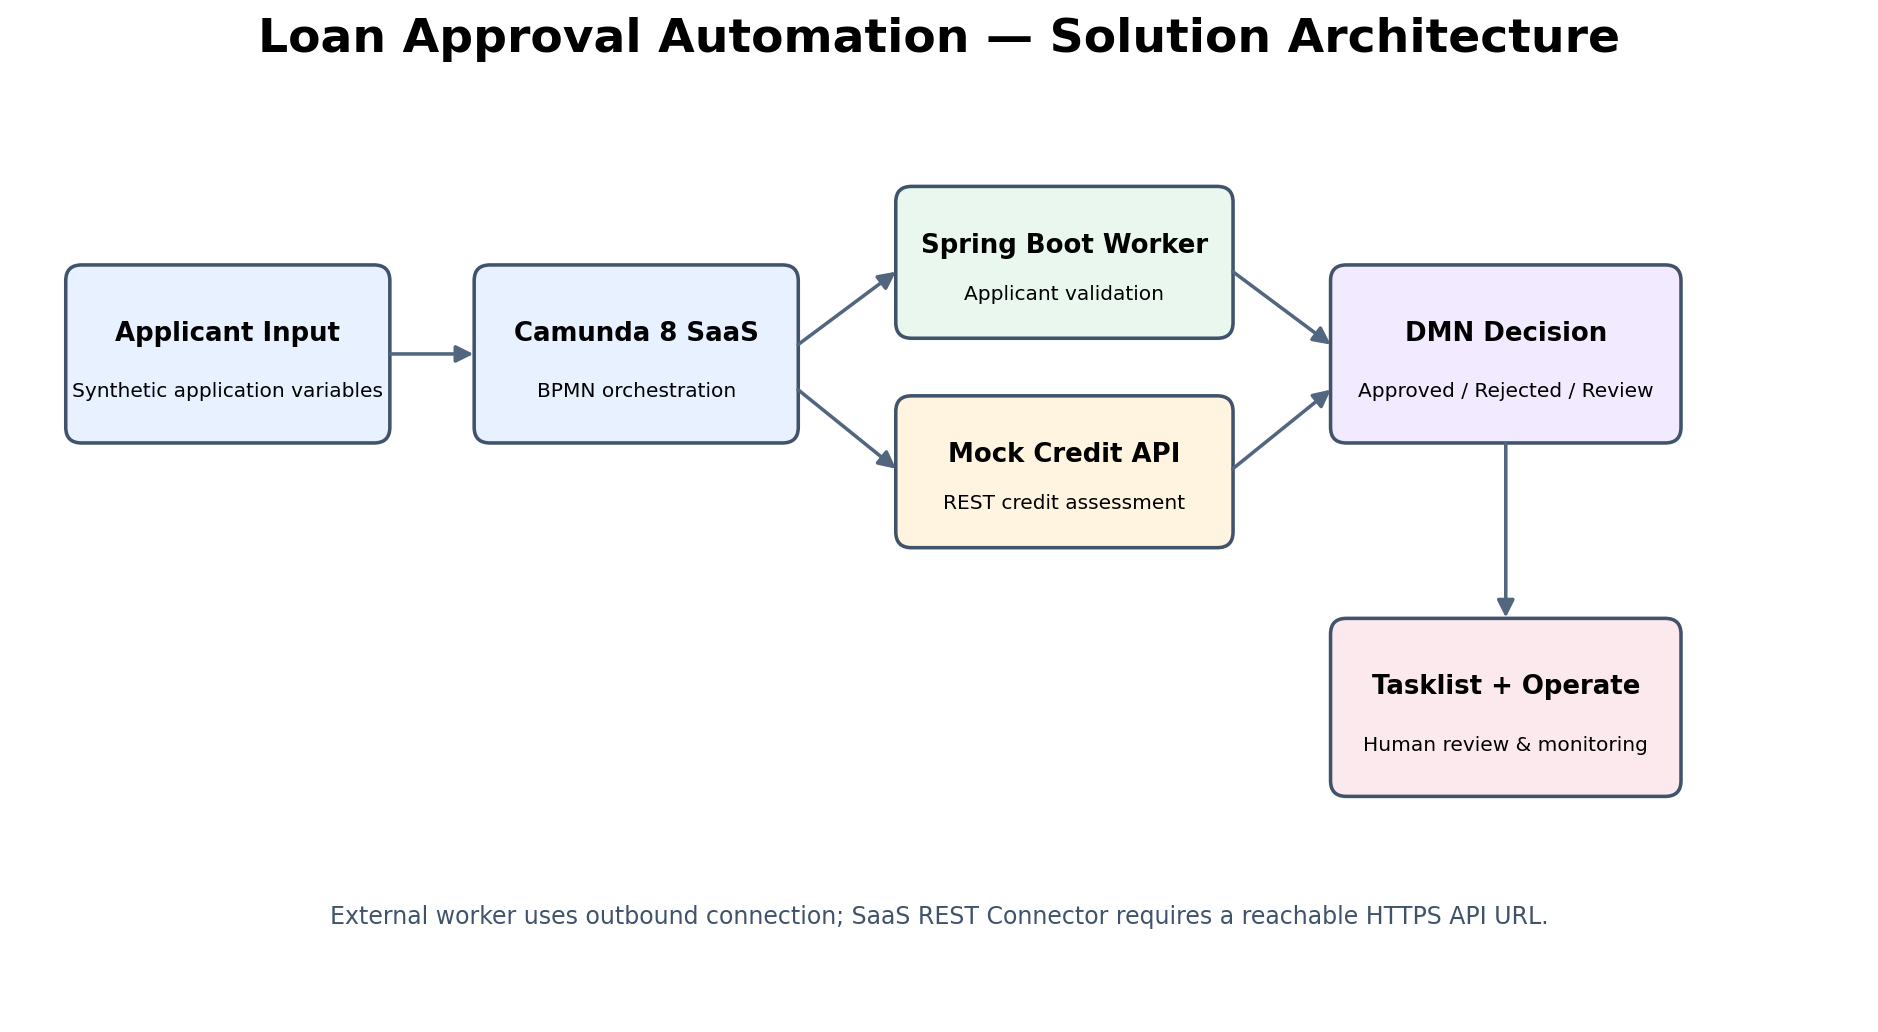 Loan Approval Automation — Solution Architecture
Applicant Input
Synthetic application variables
Camunda 8 SaaS
BPMN orchestration
Spring Boot Worker
Applicant validation
Mock Credit API
REST credit assessment
DMN Decision
Approved / Rejected / Review
Tasklist + Operate
Human review & monitoring
External worker uses outbound connection; SaaS REST Connector requires a reachable HTTPS API URL.